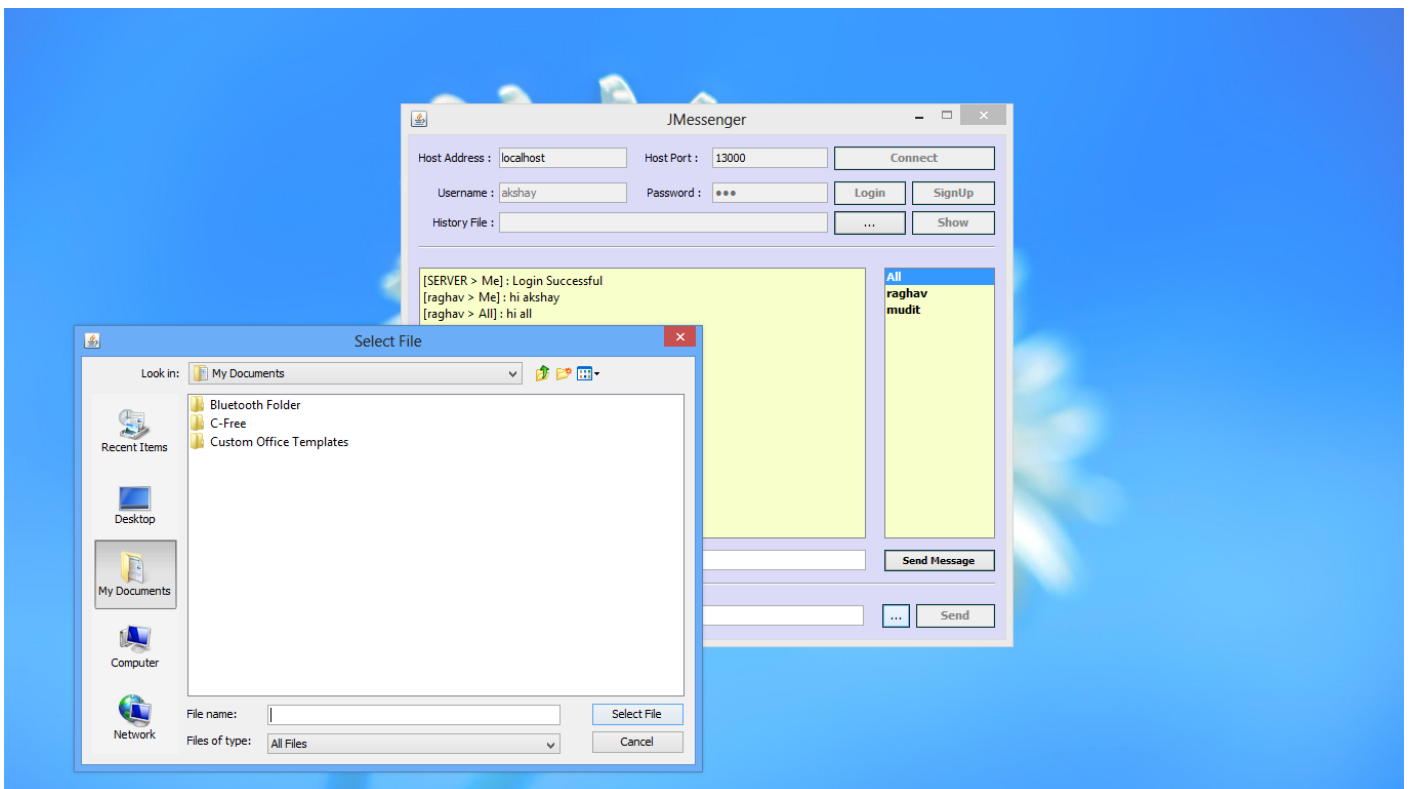 JMessenger
Host Address : localhost Host Port : 13000 Connect
Username : akshay Password : ●●● Login SignUp
History File : ... Show
[SERVER > Me] : Login Successful
[raghav > Me] : hi akshay
[raghav > All] : hi all
All
raghav
mudit
Send Message
... Send
Select File
Look in: My Documents
Recent Items
Desktop
My Documents
Computer
Network
Bluetooth Folder
C-Free
Custom Office Templates
File name: Select File
Files of type: All Files Cancel